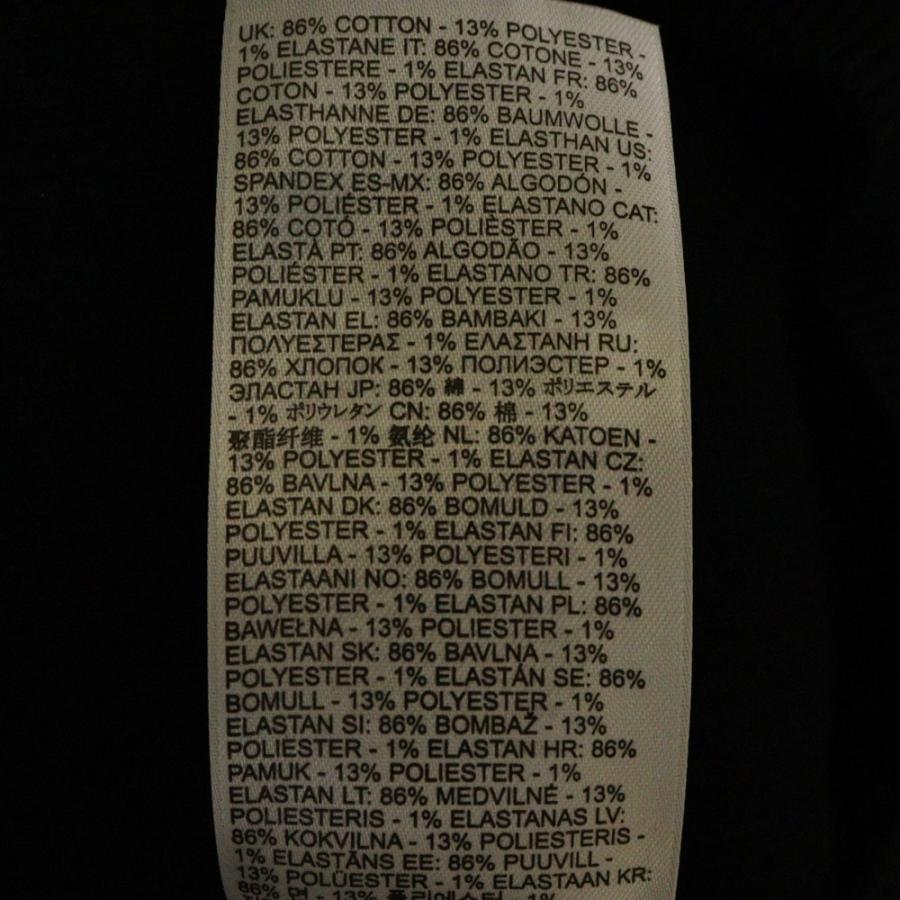 UK: 86% COTTON - 13% POLYESTER -
1% ELASTANE IT: 86% COTONE - 13%
POLIESTERE - 1% ELASTAN FR: 86%
COTON - 13% POLYESTER - 1%
ELASTHANNE DE: 86% BAUMWOLLE -
13% POLYESTER - 1% ELASTHAN US:
86% COTTON - 13% POLYESTER - 1%
SPANDEX ES-MX: 86% ALGODÓN -
13% POLIÉSTER - 1% ELASTANO CAT:
86% COTÓ - 13% POLIÈSTER - 1%
ELASTÀ PT: 86% ALGODÃO - 13%
POLIÉSTER - 1% ELASTANO TR: 86%
PAMUKLU - 13% POLYESTER - 1%
ELASTAN EL: 86% BAMBAKI - 13%
ΠΟΛΥΕΣΤΕΡΑΣ - 1% ΕΛΑΣΤΑΝΗ RU:
86% ХЛОПОК - 13% ПОЛИЭСТЕР - 1%
ЭЛАСТАН JP: 86% 綿 - 13% ポリエステル
- 1% ポリウレタン CN: 86% 棉 - 13%
聚酯纤维 - 1% 氨纶 NL: 86% KATOEN -
13% POLYESTER - 1% ELASTAN CZ:
86% BAVLNA - 13% POLYESTER - 1%
ELASTAN DK: 86% BOMULD - 13%
POLYESTER - 1% ELASTAN FI: 86%
PUUVILLA - 13% POLYESTERI - 1%
ELASTAANI NO: 86% BOMULL - 13%
POLYESTER - 1% ELASTAN PL: 86%
BAWEŁNA - 13% POLIESTER - 1%
ELASTAN SK: 86% BAVLNA - 13%
POLYESTER - 1% ELASTÁN SE: 86%
BOMULL - 13% POLYESTER - 1%
ELASTAN SI: 86% BOMBAŽ - 13%
POLIESTER - 1% ELASTAN HR: 86%
PAMUK - 13% POLIESTER - 1%
ELASTAN LT: 86% MEDVILNĖ - 13%
POLIESTERIS - 1% ELASTANAS LV:
86% KOKVILNA - 13% POLIESTERIS -
1% ELASTĀNS EE: 86% PUUVILL -
13% POLÜESTER - 1% ELASTAAN KR:
86% 면 - 13% 폴리에스터 - 1%